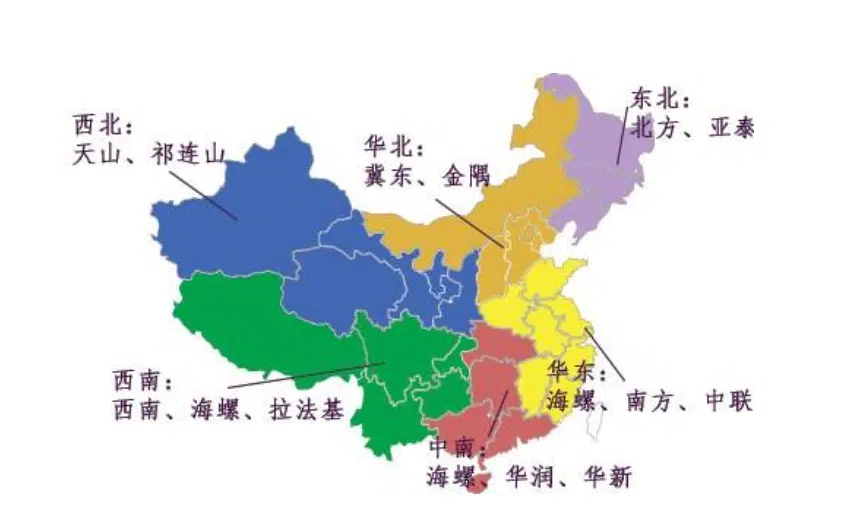 东北：
北方、亚泰
西北：
天山、祁连山
华北：
冀东、金隅
西南：
西南、海螺、拉法基
华东：
海螺、南方、中联
中南：
海螺、华润、华新